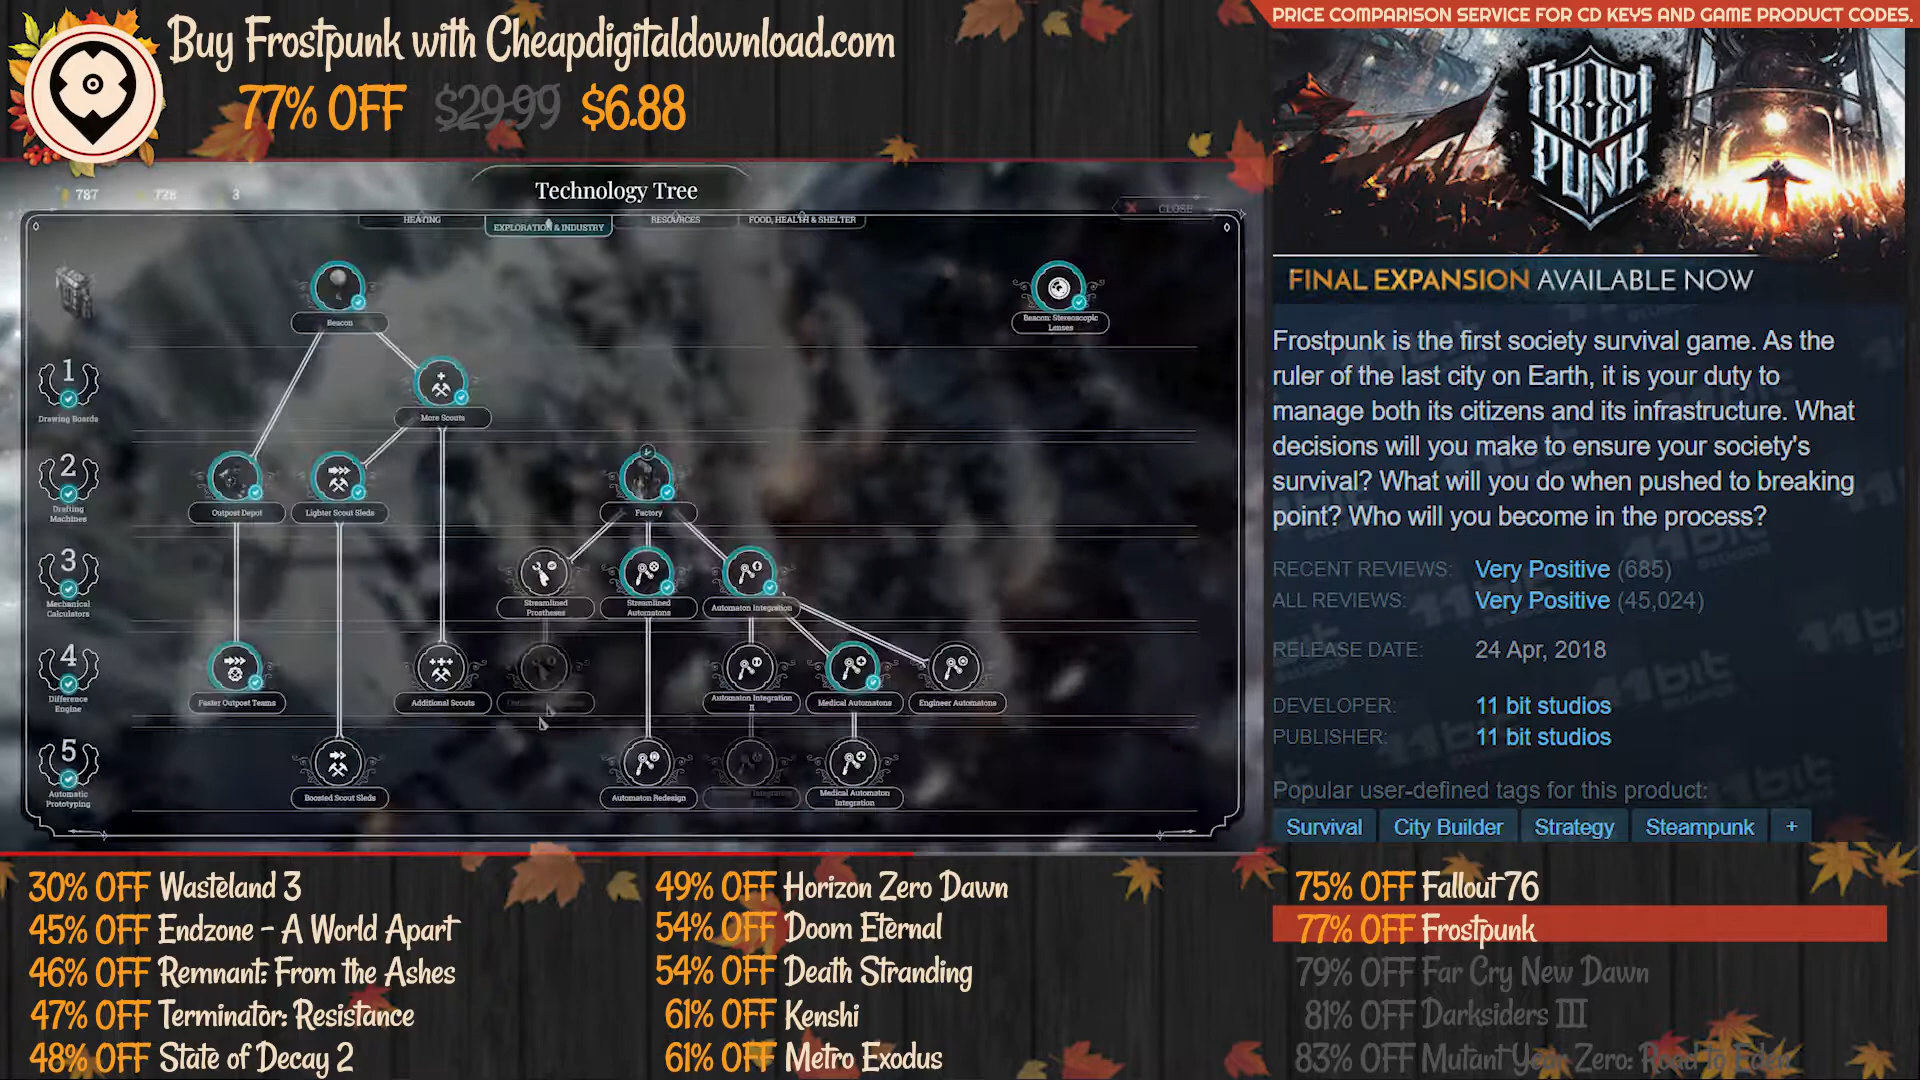 Buy Frostpunk with Cheapdigitaldownload.com
77% OFF $29.99 $6.88
PRICE COMPARISON SERVICE FOR CD KEYS AND GAME PRODUCT CODES.
FROST
PUNK
FINAL EXPANSION AVAILABLE NOW
787 728 3
Technology Tree
CLOSE
HEATING
EXPLORATION & INDUSTRY
RESOURCES
FOOD, HEALTH & SHELTER
Beacon
Beacon: Stereoscopic
Lenses
1
Drawing Boards
More Scouts
2
Drafting
Machines
Outpost Depot
Lighter Scout Sleds
Factory
3
Mechanical
Calculators
Streamlined
Prostheses
Streamlined
Automatons
Automaton Integration
4
Difference
Engine
Faster Outpost Teams
Additional Scouts
Automaton Integration
II
Medical Automatons
Engineer Automatons
5
Automatic
Prototyping
Boosted Scout Sleds
Automaton Redesign
Medical Automaton
Integration
Frostpunk is the first society survival game. As the
ruler of the last city on Earth, it is your duty to
manage both its citizens and its infrastructure. What
decisions will you make to ensure your society's
survival? What will you do when pushed to breaking
point? Who will you become in the process?
RECENT REVIEWS: Very Positive (685)
ALL REVIEWS: Very Positive (45,024)
RELEASE DATE: 24 Apr, 2018
DEVELOPER: 11 bit studios
PUBLISHER: 11 bit studios
Popular user-defined tags for this product:
Survival City Builder Strategy Steampunk +
30% OFF Wasteland 3
45% OFF Endzone - A World Apart
46% OFF Remnant: From the Ashes
47% OFF Terminator: Resistance
48% OFF State of Decay 2
49% OFF Horizon Zero Dawn
54% OFF Doom Eternal
54% OFF Death Stranding
61% OFF Kenshi
61% OFF Metro Exodus
75% OFF Fallout 76
77% OFF Frostpunk
79% OFF Far Cry New Dawn
81% OFF Darksiders III
83% OFF Mutant Year Zero: Road To Eden